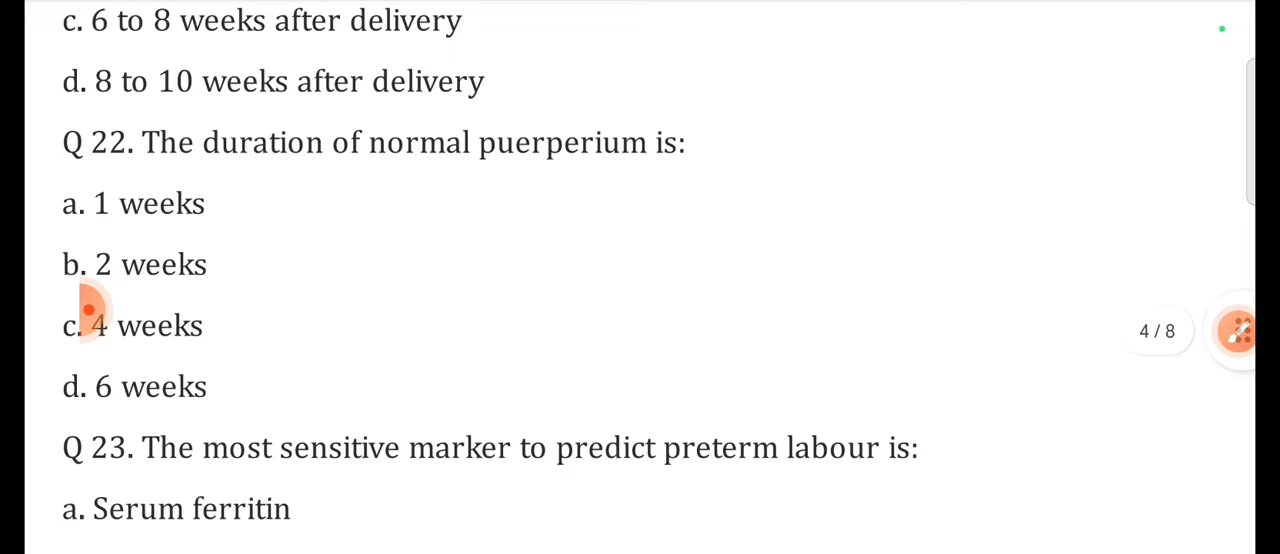 c. 6 to 8 weeks after delivery
d. 8 to 10 weeks after delivery
Q 22. The duration of normal puerperium is:
a. 1 weeks
b. 2 weeks
c. 4 weeks
4 / 8
d. 6 weeks
Q 23. The most sensitive marker to predict preterm labour is:
a. Serum ferritin